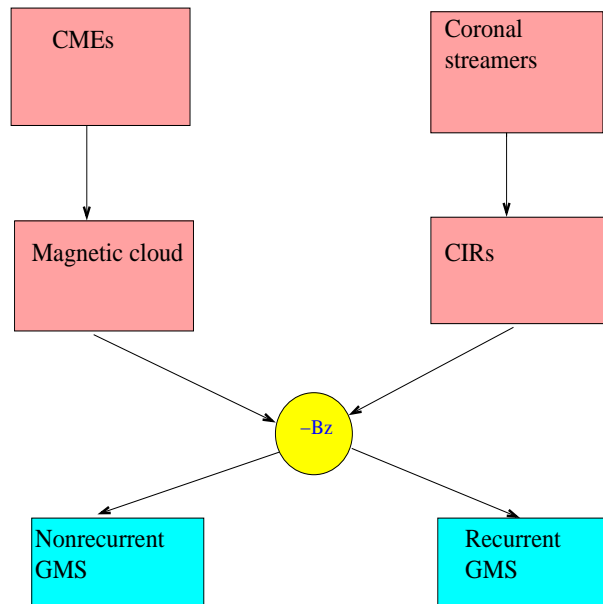 CMEs
Coronal
streamers
Magnetic cloud
CIRs
−Bz
Nonrecurrent
GMS
Recurrent
GMS